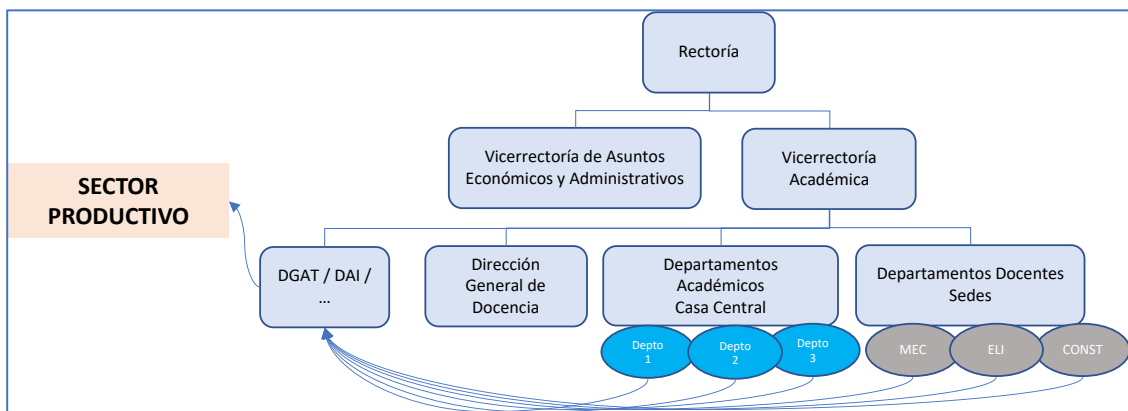 Rectoría
Vicerrectoría de Asuntos
Económicos y Administrativos
Vicerrectoría
Académica
SECTOR
PRODUCTIVO
DGAT / DAI /
…
Dirección
General de
Docencia
Departamentos
Académicos
Casa Central
Departamentos Docentes
Sedes
Depto
1
Depto
2
Depto
3
MEC
ELI
CONST